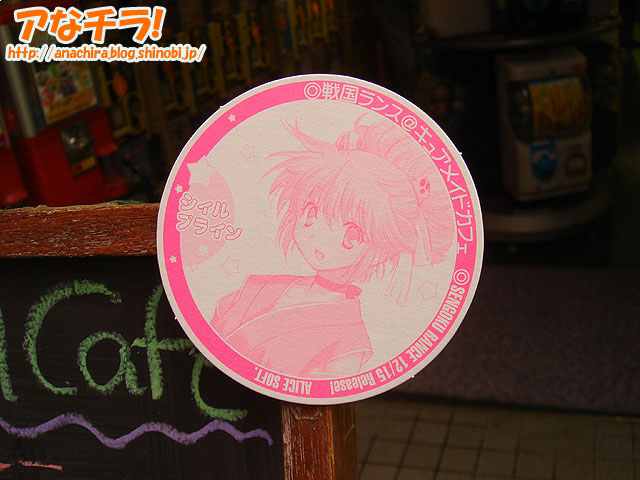 アなチラ!
http://anachira.blog.shinobi.jp/
◎戦国ランス@キュアメイドカフェ
シィル
プライン
◎SENGOKU RANCE 12/15 Release!
ALICE SOFT.
Cafe